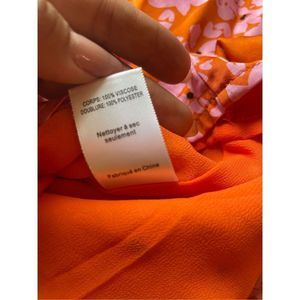 CORPS: 100% VISCOSE
DOUBLURE: 100% POLYESTER
Nettoyer à sec
seulement
Fabriqué en Chine